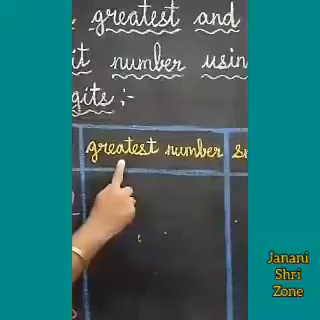 greatest and
number usin
gits :-
greatest number
Janani
Shri
Zone